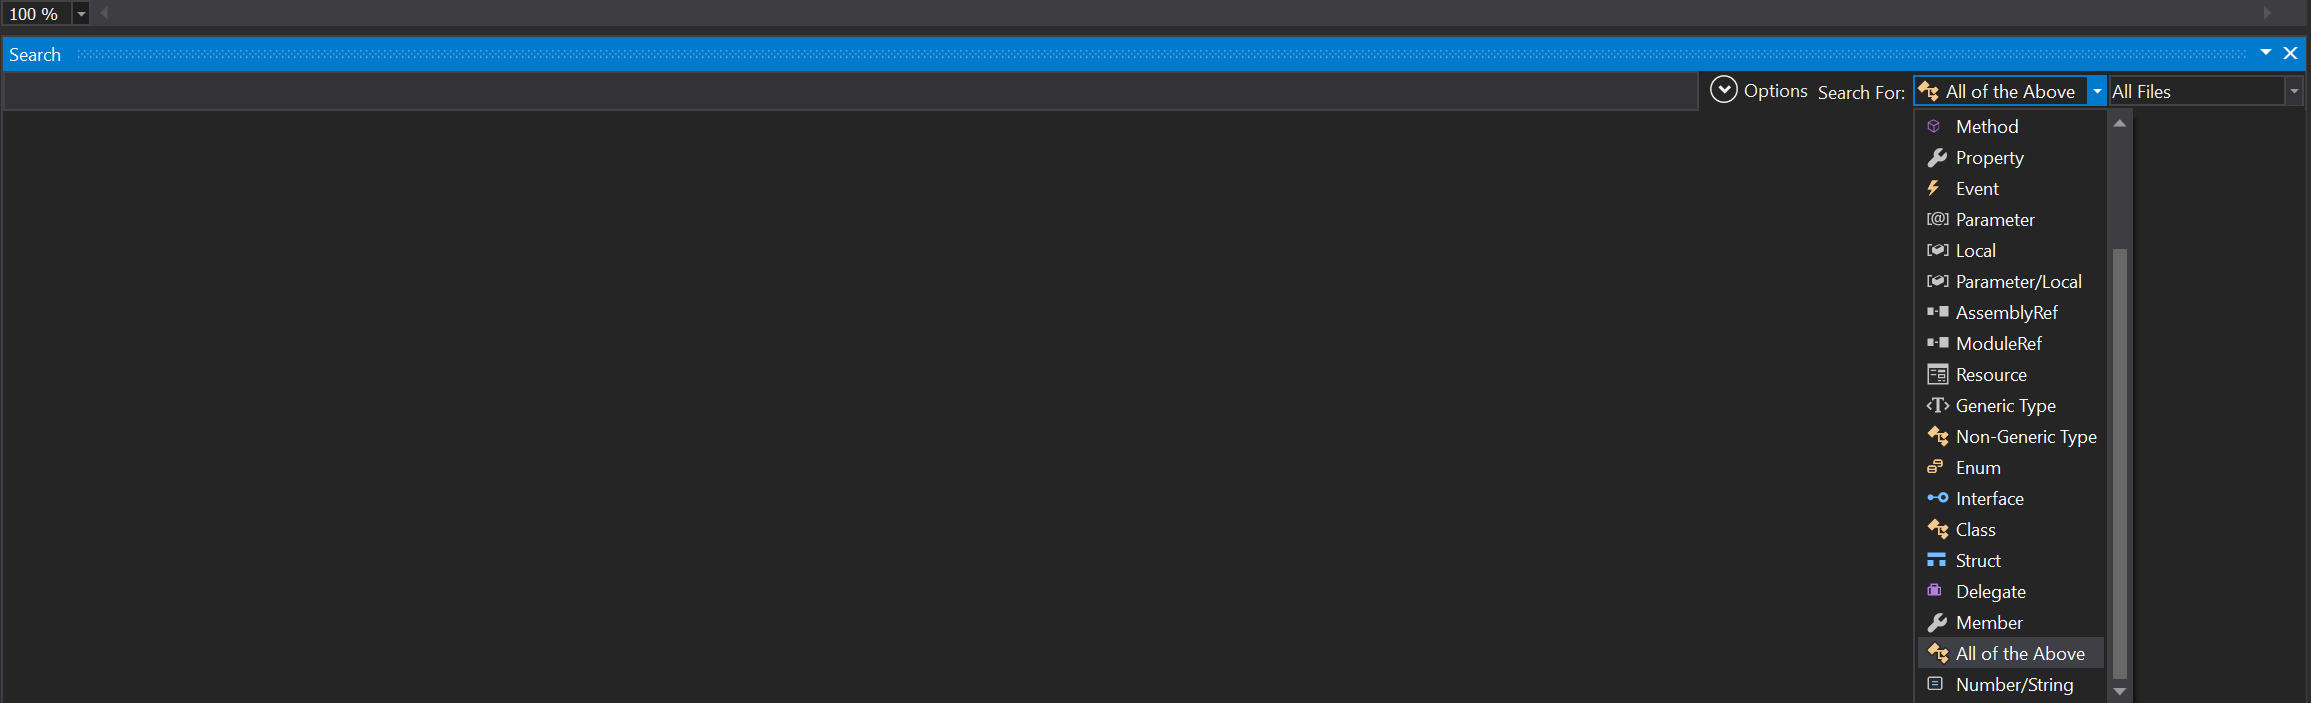 100 %
Search
Options Search For: All of the Above All Files
Method
Property
Event
[@] Parameter
Local
Parameter/Local
AssemblyRef
ModuleRef
Resource
<T> Generic Type
Non-Generic Type
Enum
Interface
Class
Struct
Delegate
Member
All of the Above
Number/String